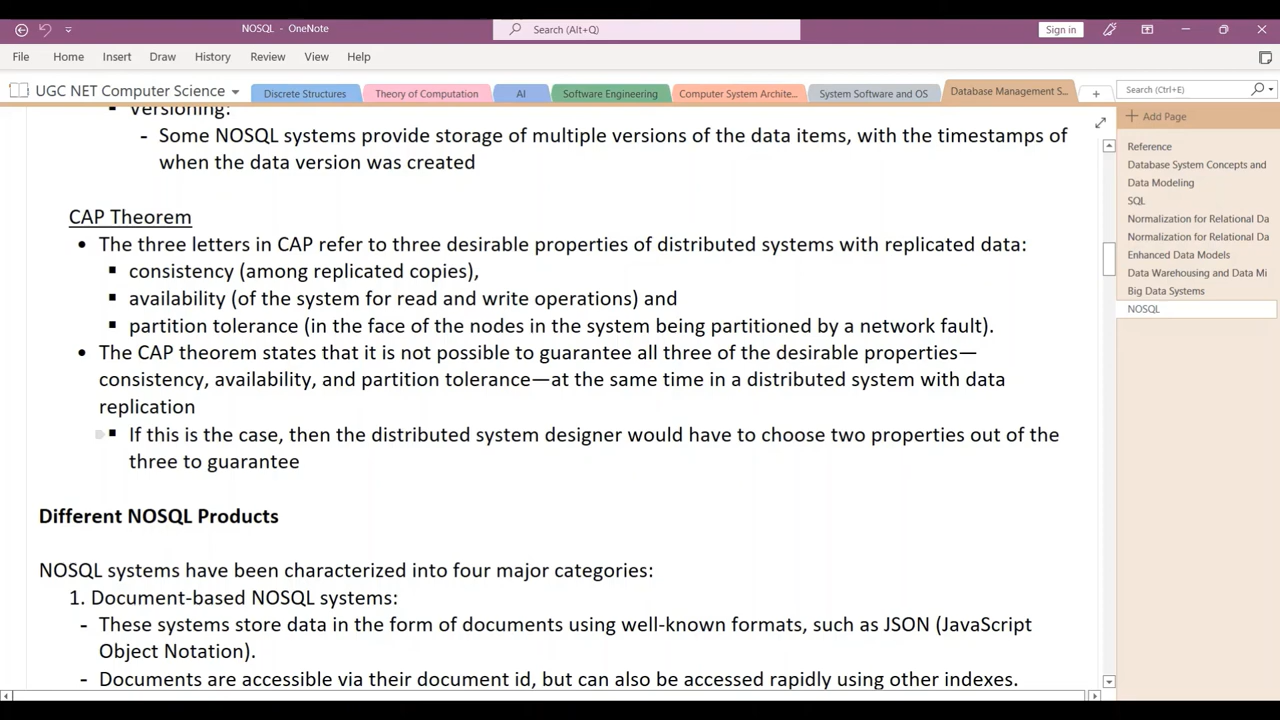 NOSQL - OneNote
Search (Alt+Q)
Sign in
File Home Insert Draw History Review View Help
UGC NET Computer Science
Discrete Structures
Theory of Computation
AI
Software Engineering
Computer System Archite...
System Software and OS
Database Management S...
Search (Ctrl+E)
Add Page
Reference
Database System Concepts and
Data Modeling
SQL
Normalization for Relational Da
Normalization for Relational Da
Enhanced Data Models
Data Warehousing and Data Mi
Big Data Systems
NOSQL
▪ Versioning:
- Some NOSQL systems provide storage of multiple versions of the data items, with the timestamps of
when the data version was created
CAP Theorem
• The three letters in CAP refer to three desirable properties of distributed systems with replicated data:
▪ consistency (among replicated copies),
▪ availability (of the system for read and write operations) and
▪ partition tolerance (in the face of the nodes in the system being partitioned by a network fault).
• The CAP theorem states that it is not possible to guarantee all three of the desirable properties—
consistency, availability, and partition tolerance—at the same time in a distributed system with data
replication
▪ If this is the case, then the distributed system designer would have to choose two properties out of the
three to guarantee
Different NOSQL Products
NOSQL systems have been characterized into four major categories:
1. Document-based NOSQL systems:
- These systems store data in the form of documents using well-known formats, such as JSON (JavaScript
Object Notation).
- Documents are accessible via their document id, but can also be accessed rapidly using other indexes.